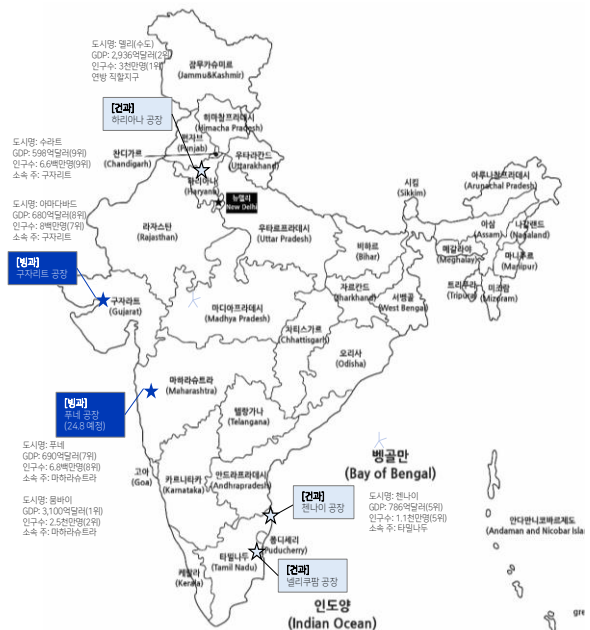 도시명: 델리(수도)
GDP: 2,936억달러(2위
인구수: 3천만명(1위
연방 직할지구
잠무카슈미르
(Jammu&Kashmir)
[건과]
하리아나 공장
히마찰프라데시
(Himacha Pradesh)
펀자브
(Punjab)
찬디가르
(Chandigarh)
우타라칸드
(Uttarakhand)
하리아나
(Haryana)
뉴델리
New Delhi
도시명: 수라트
GDP: 598억달러(9위)
인구수: 6.6백만명(9위)
소속 주: 구자리트
도시명: 아마다바드
GDP: 680억달러(8위)
인구수: 8백만명(7위)
소속 주: 구자리트
[빙과]
구자리트 공장
라자스탄
(Rajasthan)
우타르프라데시
(Uttar Pradesh)
시킴
(Sikkim)
아루나찰프라데시
(Arunachal Pradesh)
아삼
(Assam)
나갈랜드
(Nagaland)
비하르
(Bihar)
메갈라야
(Meghalay)
마니푸르
(Manipur)
트리푸라
(Tripura)
미조람
(Mizoram)
구자라트
(Gujarat)
마디아프라데시
(Madhya Pradesh)
자르칸드
(Jharkhand)
서벵골
(West Bengal)
차티스가르
(Chhattisgarh)
오리사
(Odisha)
마하라슈트라
(Maharashtra)
[빙과]
푸네 공장
(24.8 예정)
텔랑가나
(Telangana)
도시명: 푸네
GDP: 690억달러(7위)
인구수: 6.8백만명(8위)
소속 주: 마하라슈트라
도시명: 뭄바이
GDP: 3,100억달러(1위)
인구수: 2.5천만명(2위)
소속 주: 마하라슈트라
고아
(Goa)
카르니타카
(Karnataka)
안드라프라데시
(Andhrapradesh)
벵골만
(Bay of Bengal)
[건과]
첸나이 공장
도시명: 첸나이
GDP: 786억달러(5위)
인구수: 1.1천만명(5위)
소속 주: 타밀나두
안다만니코바르제도
(Andaman and Nicobar Isla
퐁디셰리
(Puducherry)
타밀나두
(Tamil Nadu)
케랄라
(Kerala)
[건과]
넬리쿠팜 공장
인도양
(Indian Ocean)
gre